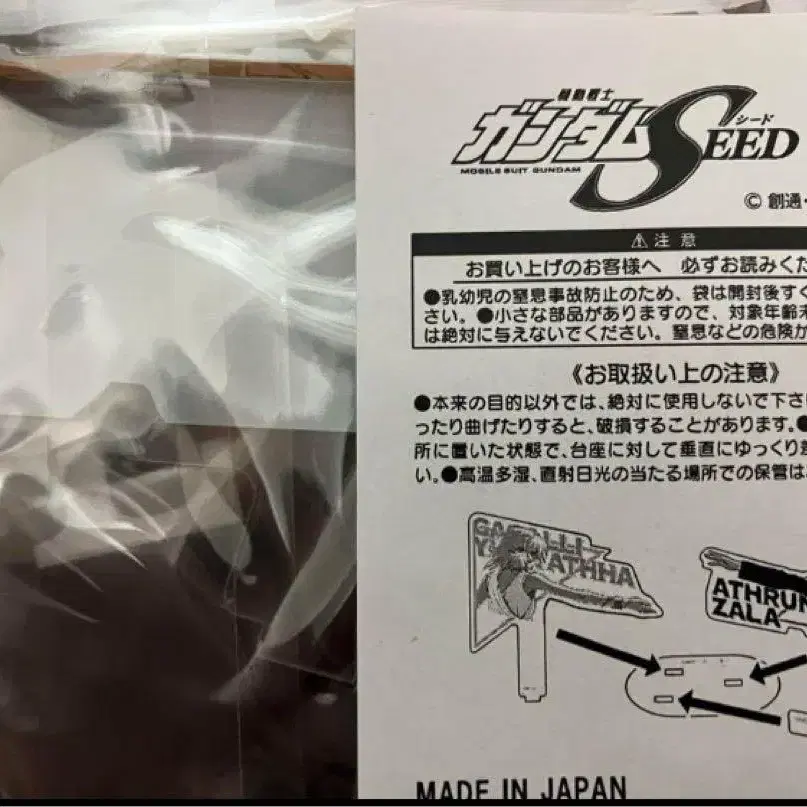 機動戦士
ガンダムSEED
シード
MOBILE SUIT GUNDAM
© 創通・
⚠注意
お買い上げのお客様へ 必ずお読みくだ
●乳幼児の窒息事故防止のため、袋は開封後すぐ
さい。●小さな部品がありますので、対象年齢未
は絶対に与えないでください。窒息などの危険が
《お取扱い上の注意》
●本来の目的以外では、絶対に使用しないで下さ
ったり曲げたりすると、破損することがあります。●
所に置いた状態で、台座に対して垂直にゆっくり
い。●高温多湿、直射日光の当たる場所での保管は
CAGALLI
YULA ATHHA
ATHRUN
ZALA
MADE IN JAPAN